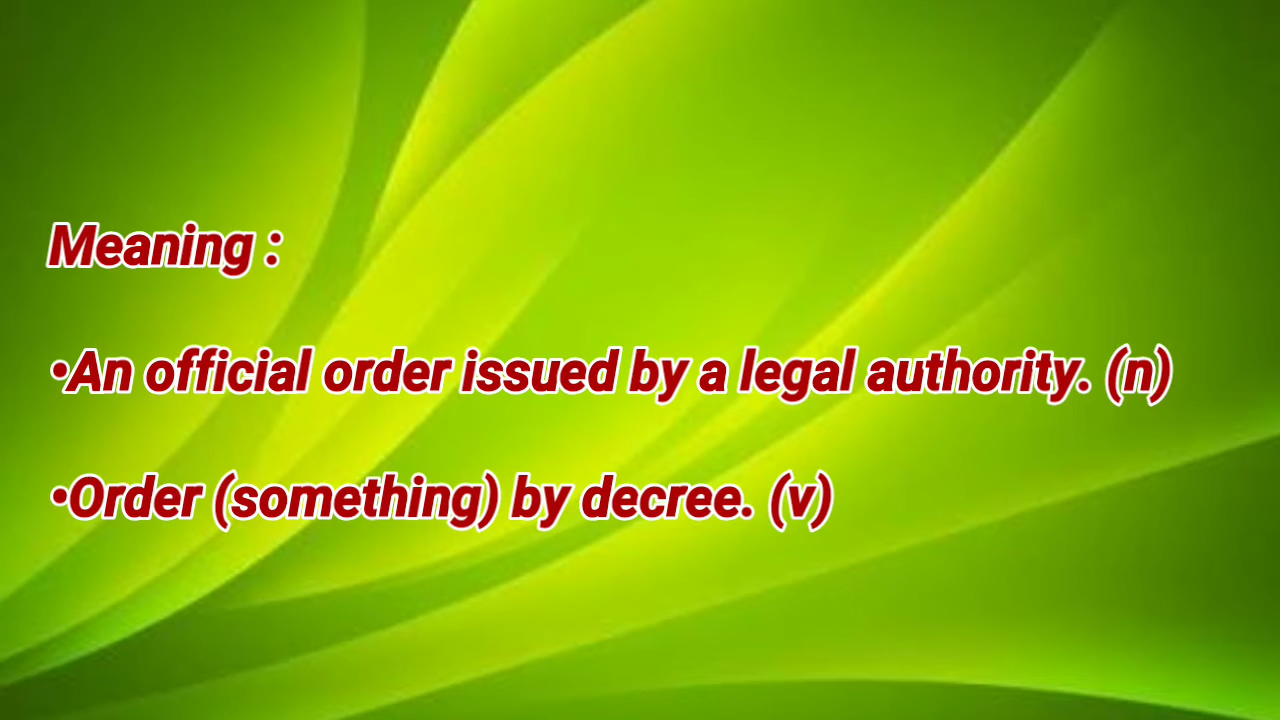 Meaning :
•An official order issued by a legal authority. (n)
•Order (something) by decree. (v)